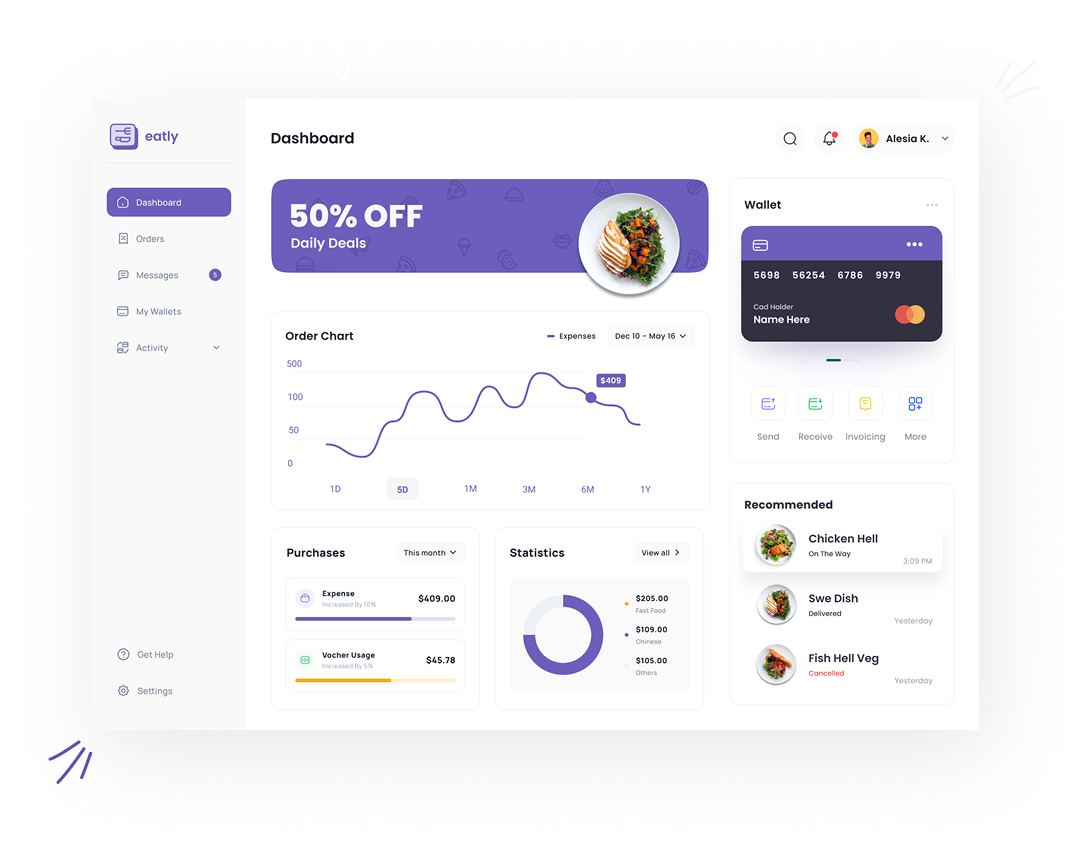 eatly
Dashboard
Orders
Messages 5
My Wallets
Activity
Get Help
Settings
Dashboard
Alesia K.
50% OFF
Daily Deals
Order Chart
Expenses
Dec 10 - May 16
500
100
50
0
$409
1D 5D 1M 3M 6M 1Y
Purchases
This month
Expense
Increased By 10%
$409.00
Vocher Usage
Increased By 5%
$45.78
Statistics
View all
$205.00
Fast Food
$109.00
Chinese
$105.00
Others
Wallet
5698 56254 6786 9979
Cad Holder
Name Here
Send Receive Invoicing More
Recommended
Chicken Hell
On The Way
3:09 PM
Swe Dish
Delivered
Yesterday
Fish Hell Veg
Cancelled
Yesterday